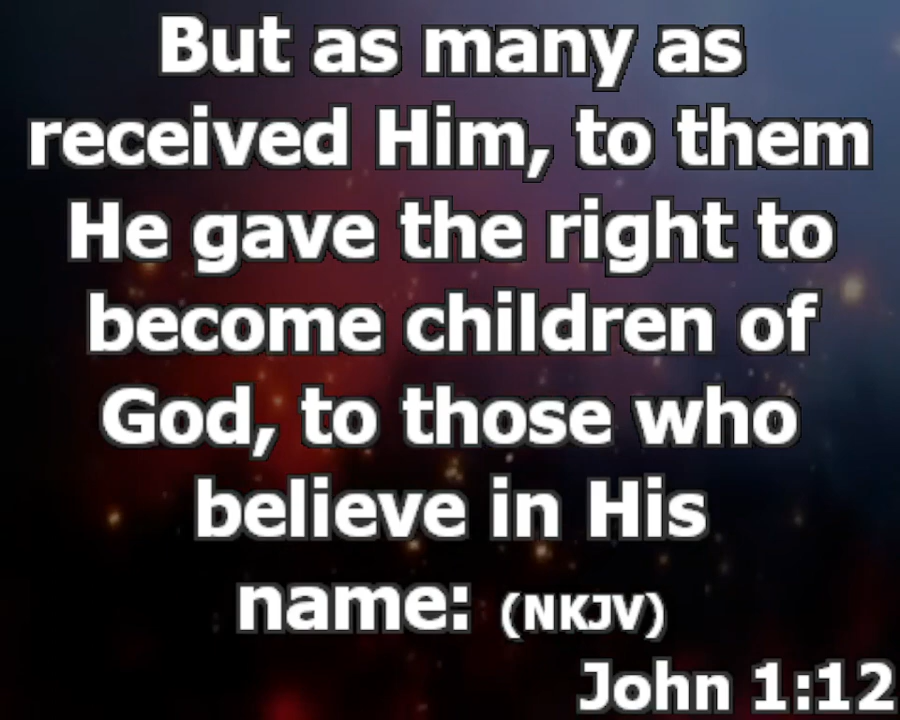 But as many as
received Him, to them
He gave the right to
become children of
God, to those who
believe in His
name: (NKJV)
John 1:12